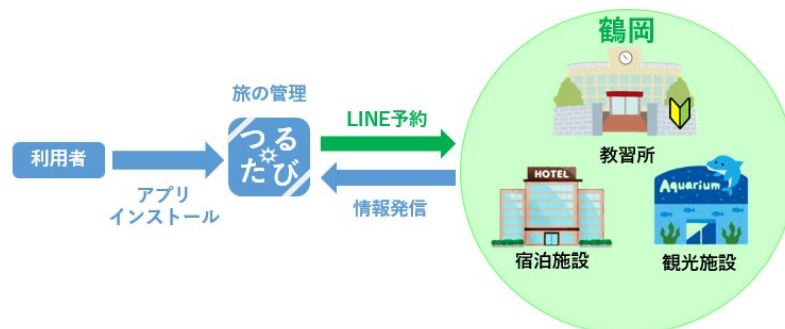 鶴岡
旅の管理
つる
たび
LINE予約
利用者
教習所
アプリ
インストール
情報発信
HOTEL
Aquarium
宿泊施設
観光施設